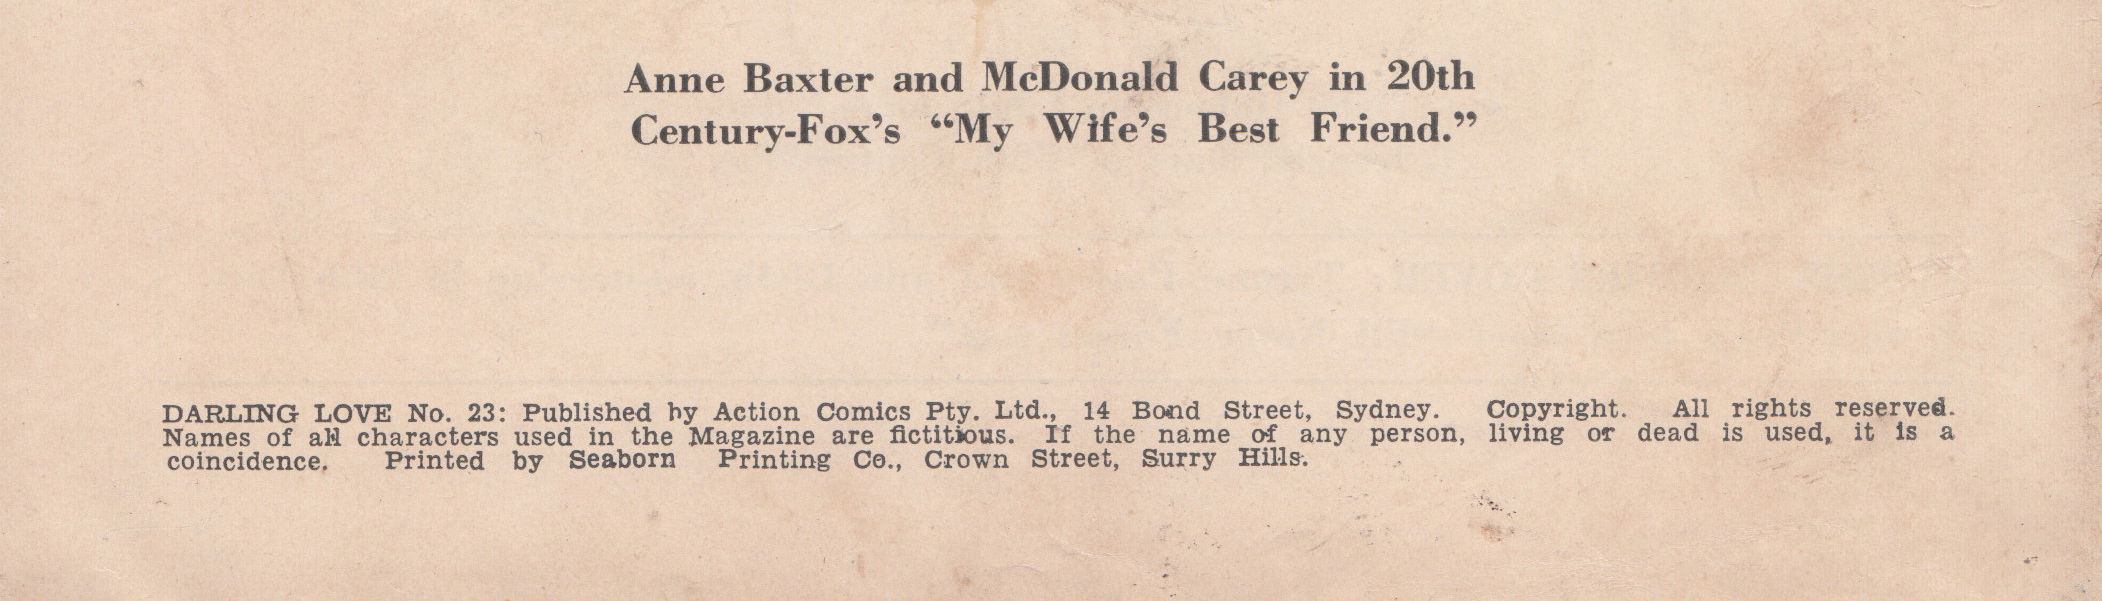 Anne Baxter and McDonald Carey in 20th
Century-Fox's “My Wife's Best Friend.”
DARLING LOVE No. 23: Published by Action Comics Pty. Ltd., 14 Bond Street, Sydney. Copyright. All rights reserved.
Names of all characters used in the Magazine are fictitious. If the name of any person, living or dead is used, it is a
coincidence. Printed by Seaborn Printing Co., Crown Street, Surry Hills.